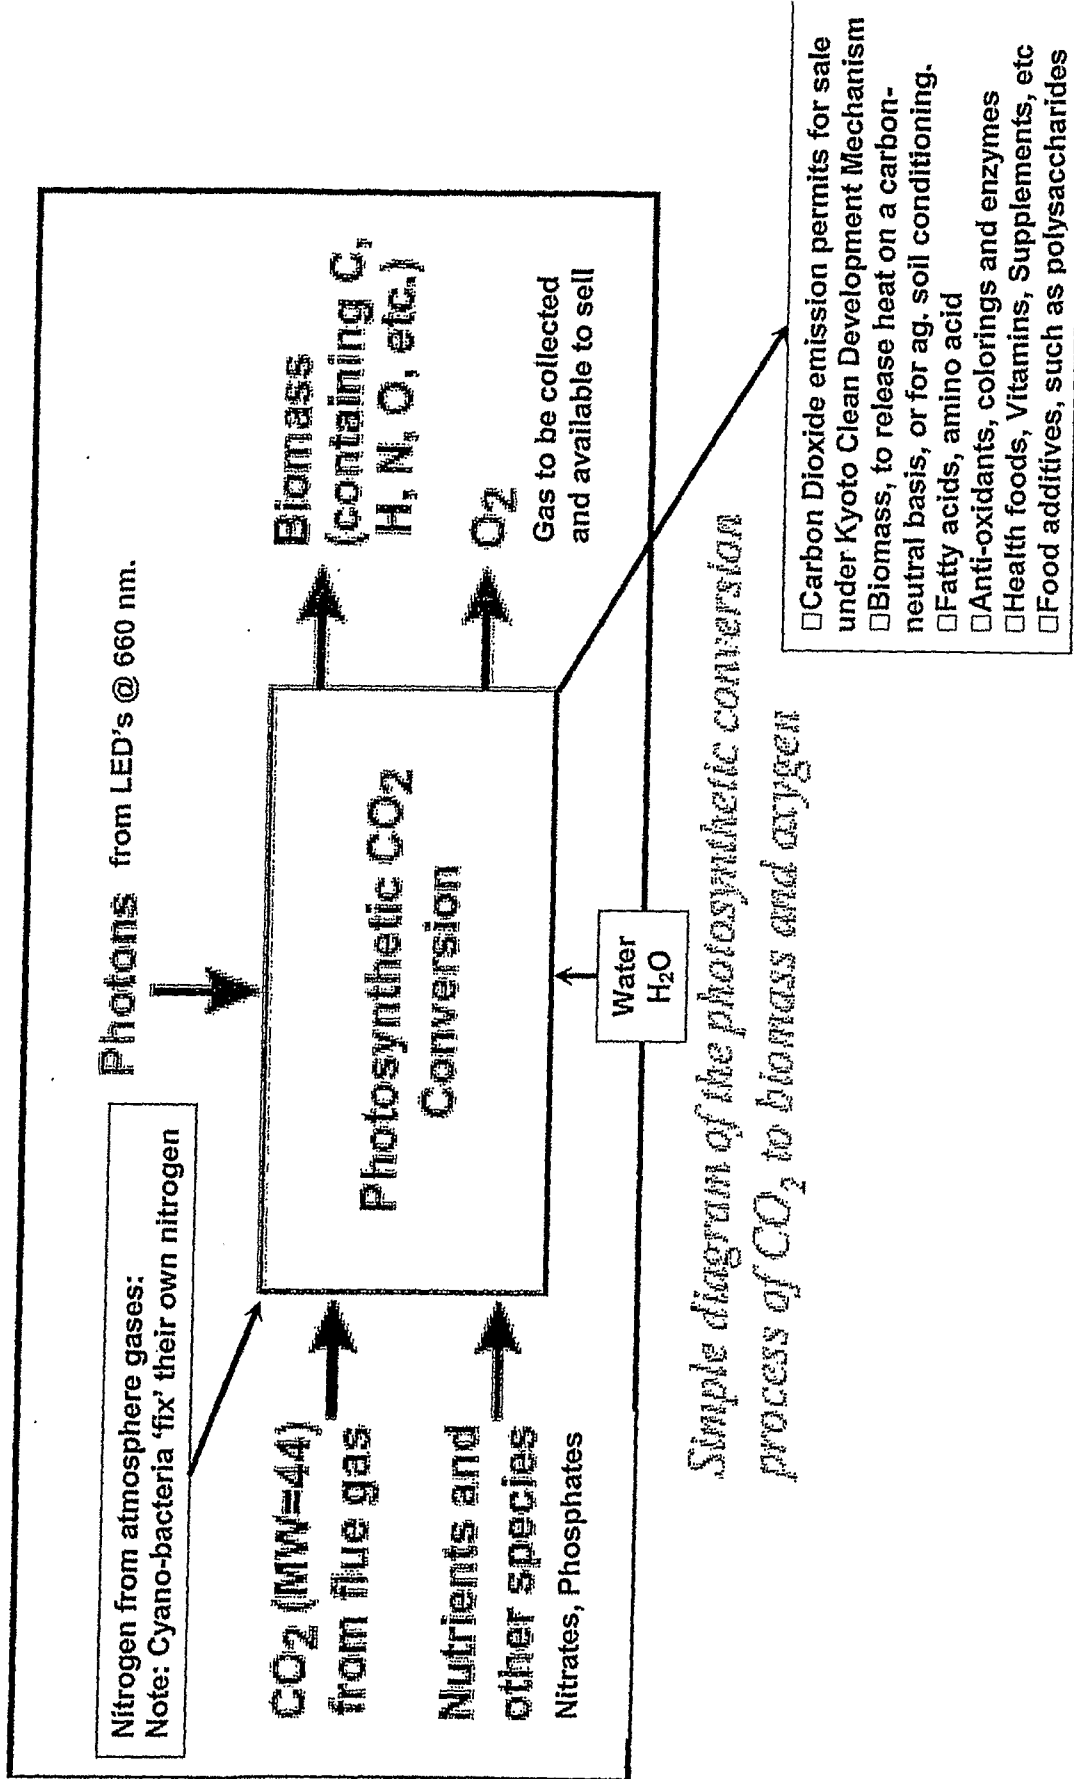 Nitrogen from atmosphere gases:
Note: Cyano-bacteria 'fix' their own nitrogen
Photons from LED's @ 660 nm.
CO₂ (MW=44)
from flue gas
Nutrients and
other species
Nitrates, Phosphates
Photosynthetic CO₂
Conversion
Biomass
(containing C,
H, N, O, etc.)
O₂
Gas to be collected
and available to sell
Water
H₂O
Simple diagram of the photosynthetic conversion
process of CO₂ to biomass and oxygen
□Carbon Dioxide emission permits for sale
under Kyoto Clean Development Mechanism
□Biomass, to release heat on a carbon-
neutral basis, or for ag. soil conditioning.
□Fatty acids, amino acid
□Anti-oxidants, colorings and enzymes
□Health foods, Vitamins, Supplements, etc
□Food additives, such as polysaccharides